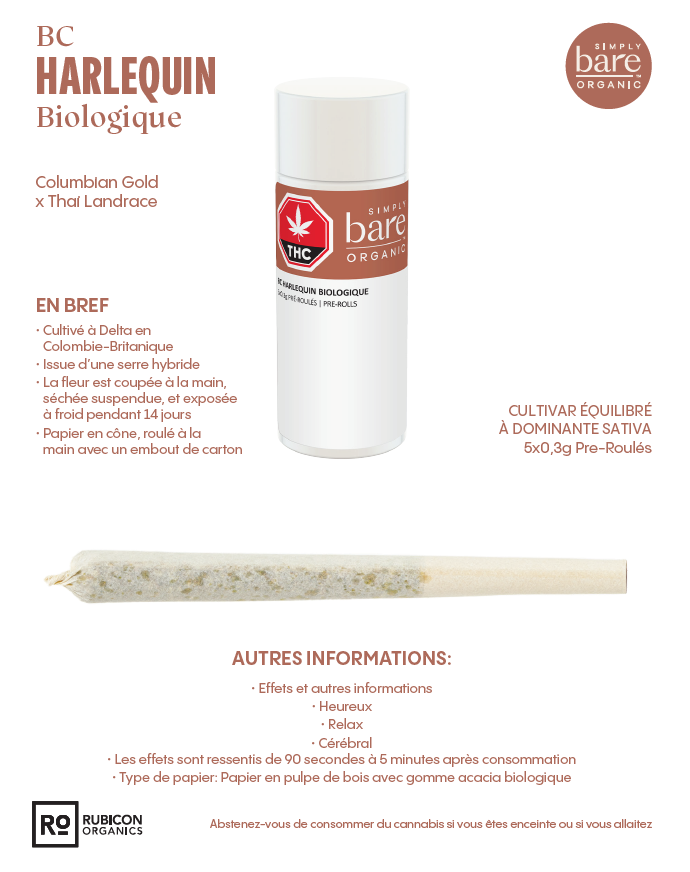 BC
HARLEQUIN
Biologique
SIMPLY
bare
™
ORGANIC
Columbian Gold
x Thaí Landrace
SIMPLY
bare
ORGANIC
THC
BC HARLEQUIN BIOLOGIQUE
5x0.3g PRÉ-ROULÉS | PRE-ROLLS
EN BREF
· Cultivé à Delta en
Colombie-Britanique
· Issue d'une serre hybride
· La fleur est coupée à la main,
séchée suspendue, et exposée
à froid pendant 14 jours
· Papier en cône, roulé à la
main avec un embout de carton
CULTIVAR ÉQUILIBRÉ
À DOMINANTE SATIVA
5x0,3g Pre-Roulés
AUTRES INFORMATIONS:
· Effets et autres informations
· Heureux
· Relax
· Cérébral
· Les effets sont ressentis de 90 secondes à 5 minutes après consommation
· Type de papier: Papier en pulpe de bois avec gomme acacia biologique
RO
RUBICON
ORGANICS
Abstenez-vous de consommer du cannabis si vous êtes enceinte ou si vous allaitez